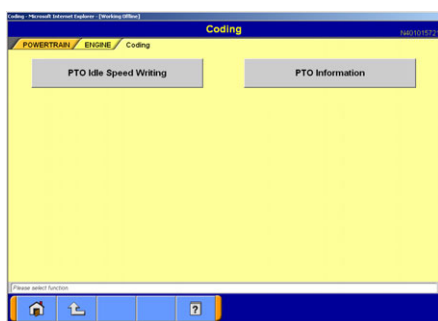 Coding - Microsoft Internet Explorer - [Working Offline]
Coding
N401015721
POWERTRAIN ENGINE Coding
PTO Idle Speed Writing PTO Information
Please select function
?